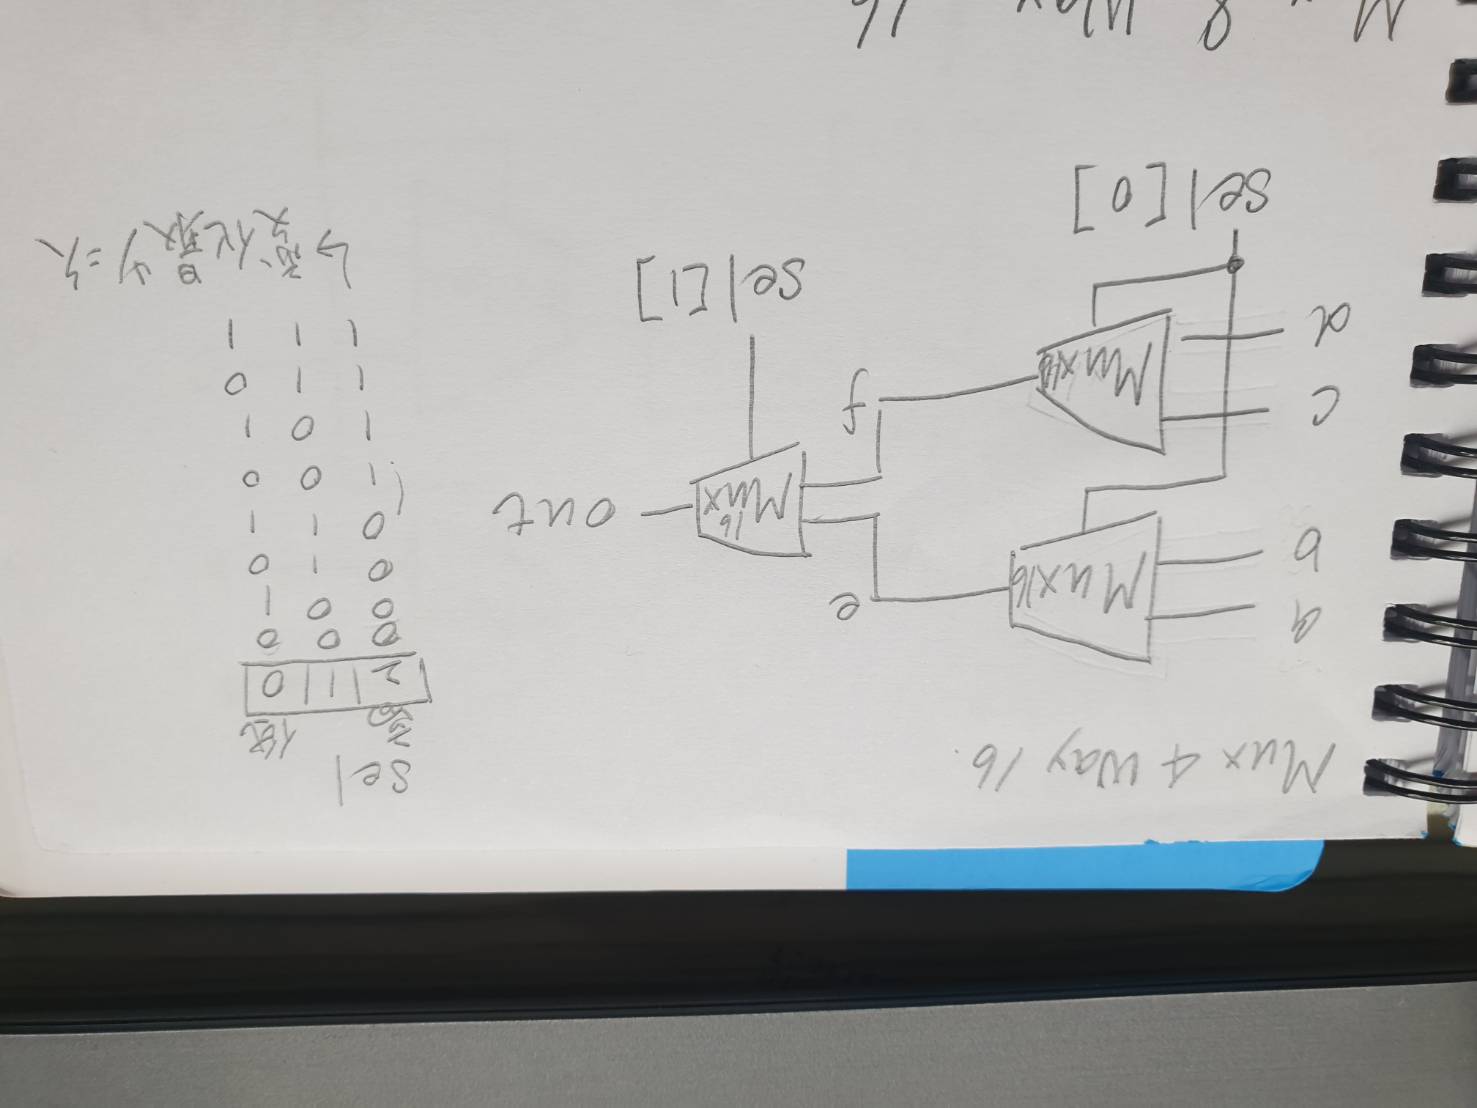 Mux 4 Way 16.
a
b
Mux16
e
c
d
Mux16
f
Mux
16
out
sel[0]
sel[1]
sel
高 低
2 1 0
0 0 0
0 0 1
0 1 0
0 1 1
1 0 0
1 0 1
1 1 0
1 1 1
↳ 变化最少次
Mux 8 Way 16